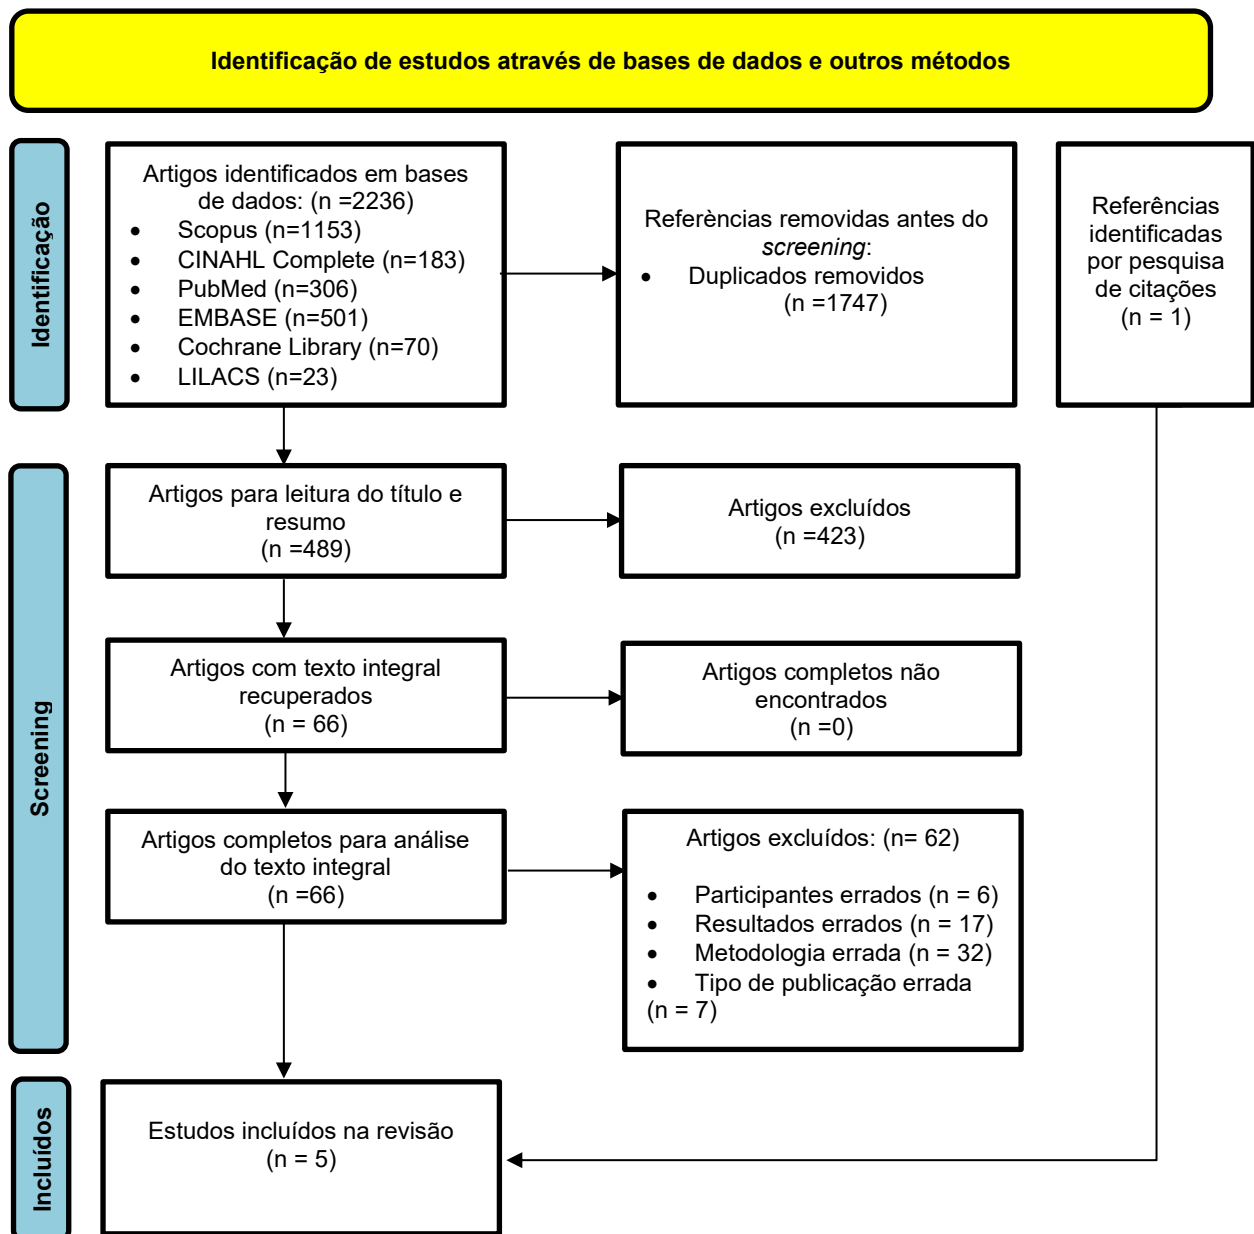 Identificação de estudos através de bases de dados e outros métodos
Identificação
Artigos identificados em bases
de dados: (n =2236)
• Scopus (n=1153)
• CINAHL Complete (n=183)
• PubMed (n=306)
• EMBASE (n=501)
• Cochrane Library (n=70)
• LILACS (n=23)
Referèncias removidas antes do
screening:
• Duplicados removidos
(n =1747)
Referências
identificadas
por pesquisa
de citações
(n = 1)
Screening
Artigos para leitura do título e
resumo
(n =489)
Artigos excluídos
(n =423)
Artigos com texto integral
recuperados
(n = 66)
Artigos completos não
encontrados
(n =0)
Artigos completos para análise
do texto integral
(n =66)
Artigos excluídos: (n= 62)
• Participantes errados (n = 6)
• Resultados errados (n = 17)
• Metodologia errada (n = 32)
• Tipo de publicação errada
(n = 7)
Incluídos
Estudos incluídos na revisão
(n = 5)